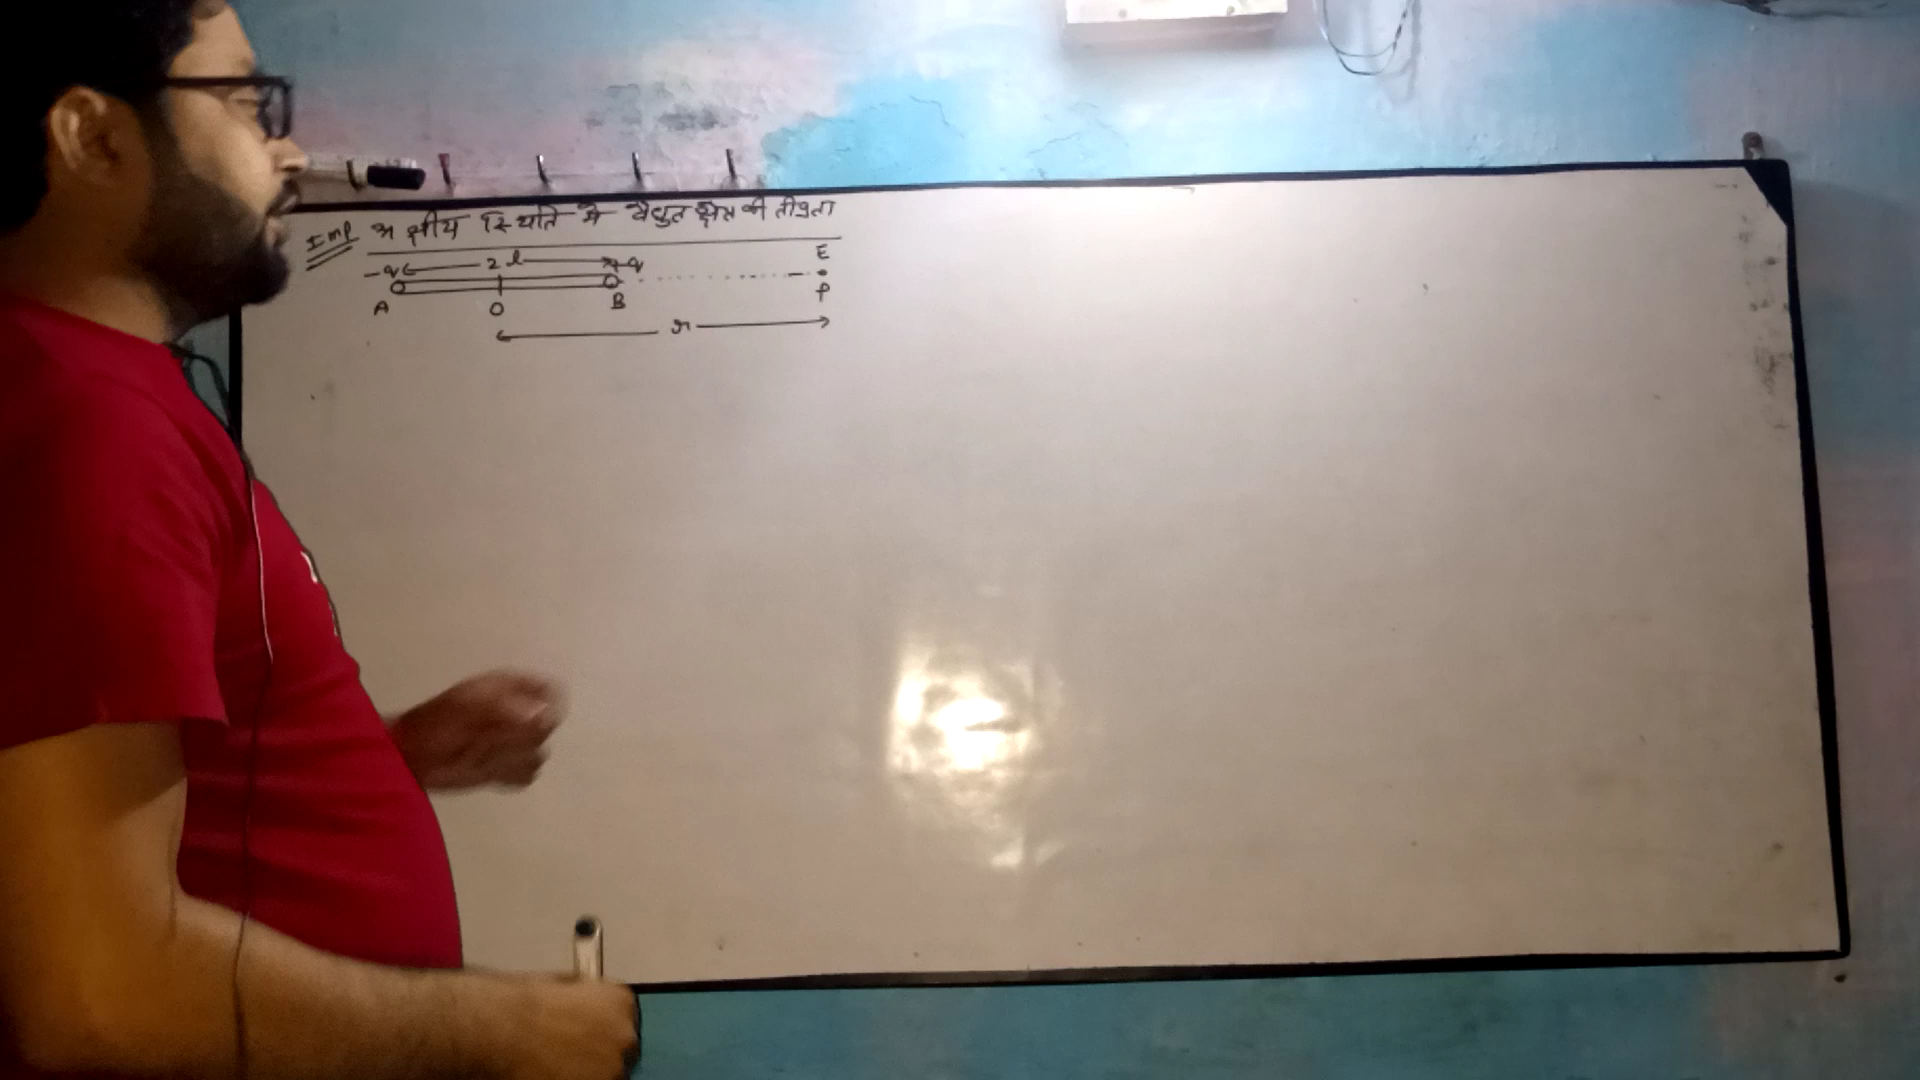 Imp अक्षीय स्थिति में वैद्युत क्षेत्र की तीव्रता
-q 2l +q E
A O B P
r